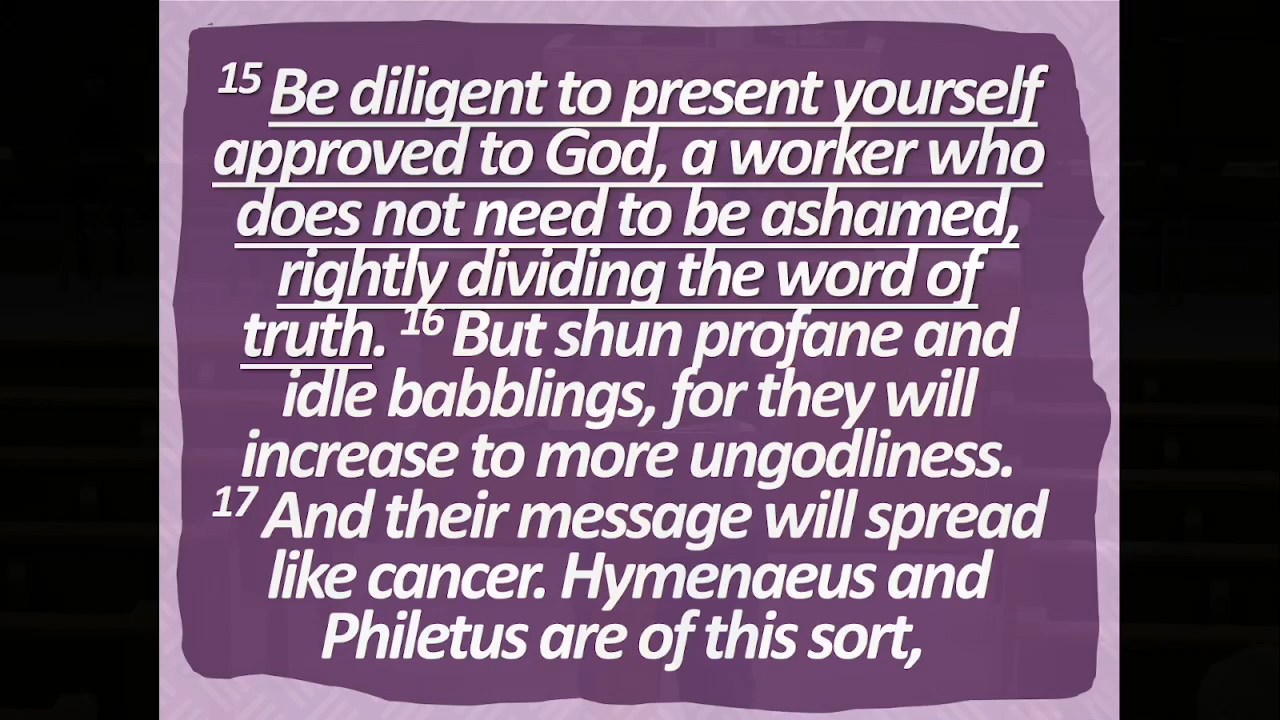 15 Be diligent to present yourself
approved to God, a worker who
does not need to be ashamed,
rightly dividing the word of
truth. 16 But shun profane and
idle babblings, for they will
increase to more ungodliness.
17 And their message will spread
like cancer. Hymenaeus and
Philetus are of this sort,